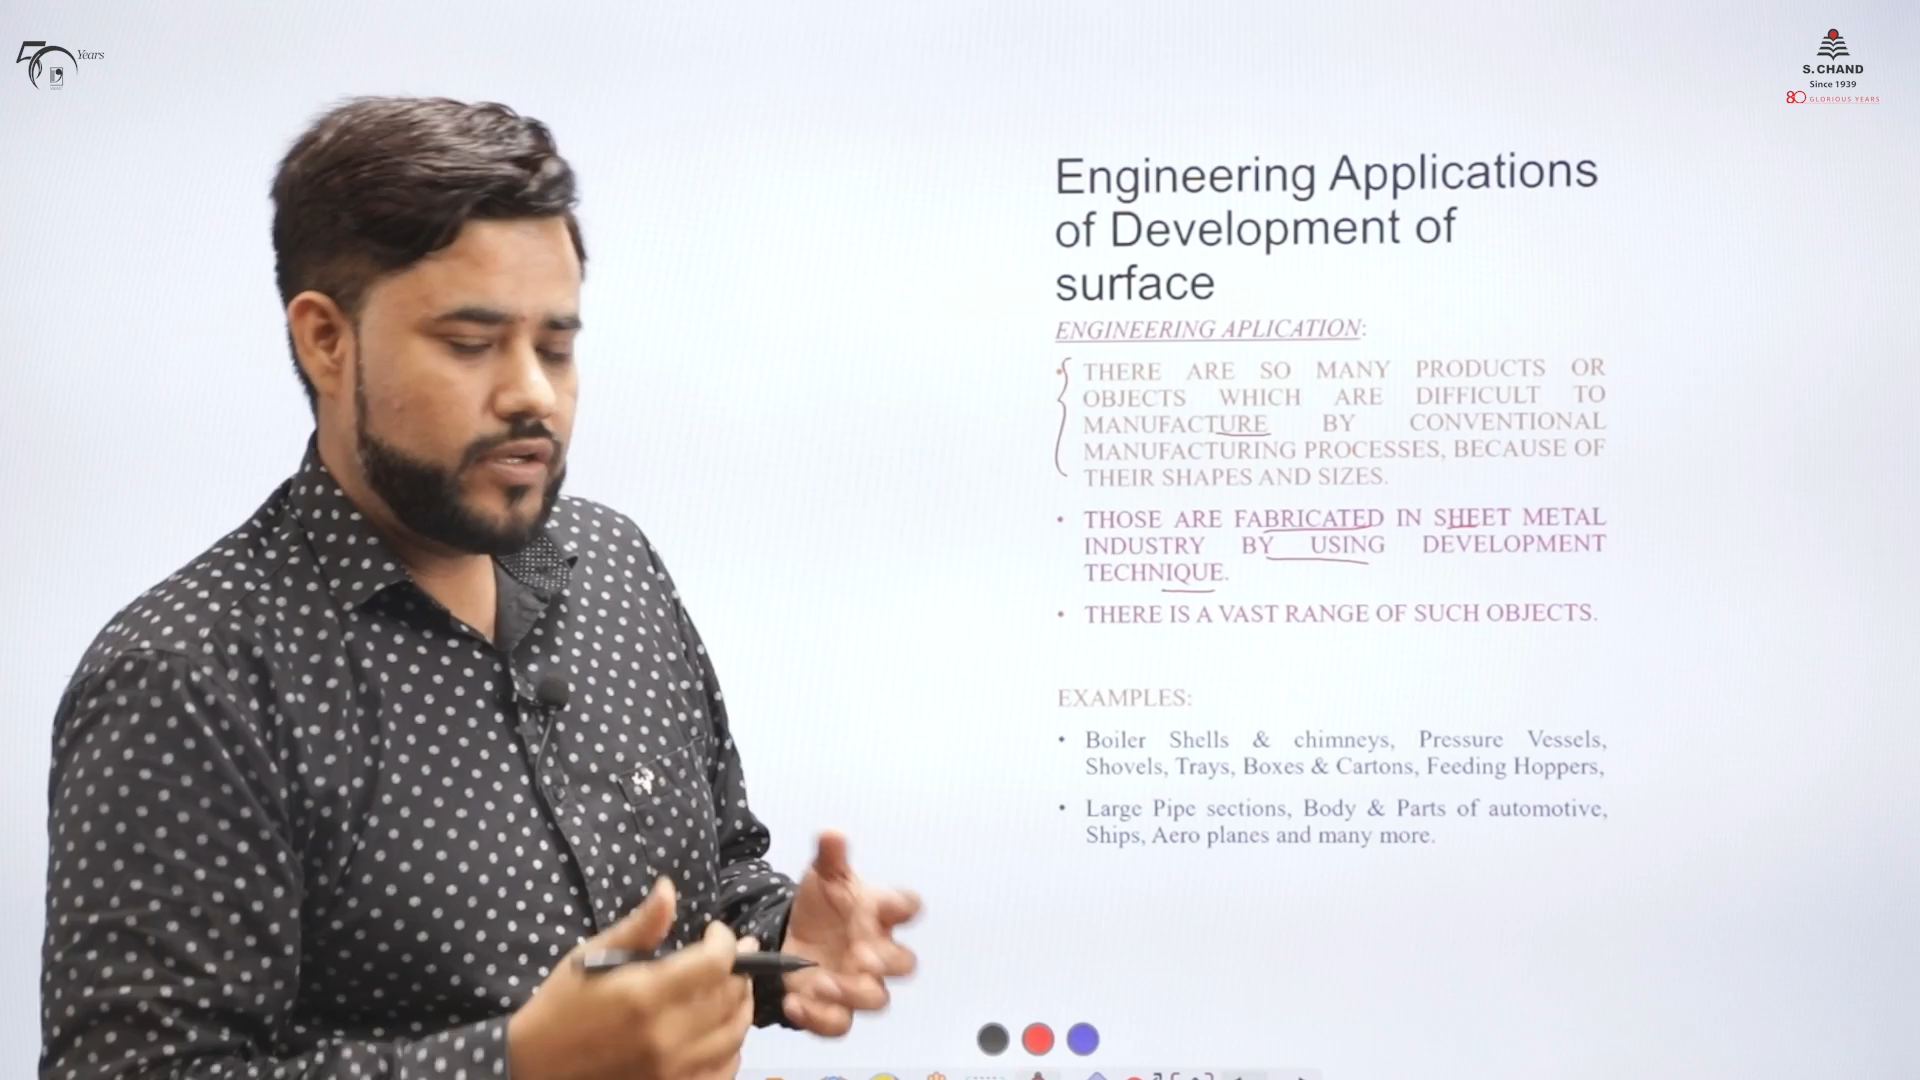 50 Years
S. CHAND
Since 1939
80 GLORIOUS YEARS
Engineering Applications
of Development of
surface
ENGINEERING APLICATION:
• THERE ARE SO MANY PRODUCTS OR
OBJECTS WHICH ARE DIFFICULT TO
MANUFACTURE BY CONVENTIONAL
MANUFACTURING PROCESSES, BECAUSE OF
THEIR SHAPES AND SIZES.
• THOSE ARE FABRICATED IN SHEET METAL
INDUSTRY BY USING DEVELOPMENT
TECHNIQUE.
• THERE IS A VAST RANGE OF SUCH OBJECTS.
EXAMPLES:
• Boiler Shells & chimneys, Pressure Vessels,
Shovels, Trays, Boxes & Cartons, Feeding Hoppers,
• Large Pipe sections, Body & Parts of automotive,
Ships, Aero planes and many more.